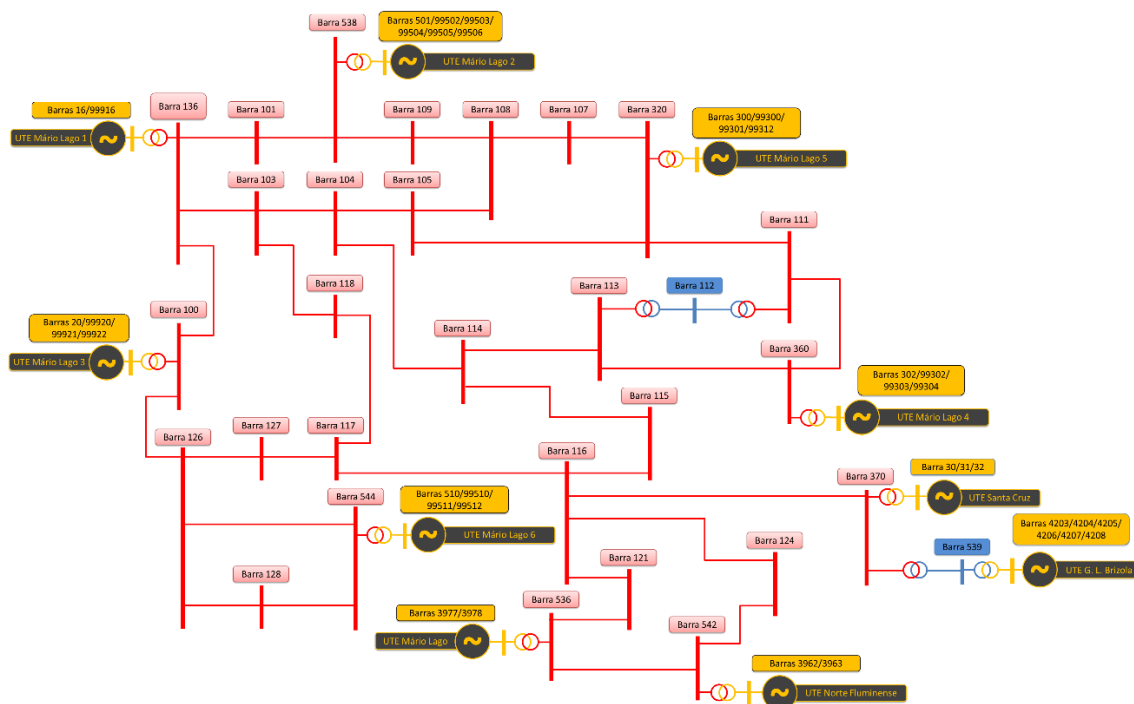 Barra 538
Barras 501/99502/99503/
99504/99505/99506
UTE Mário Lago 2
Barras 16/99916
UTE Mário Lago 1
Barra 136
Barra 101
Barra 109
Barra 108
Barra 107
Barra 320
Barras 300/99300/
99301/99312
UTE Mário Lago 5
Barra 103
Barra 104
Barra 105
Barra 111
Barra 118
Barra 113
Barra 112
Barra 100
Barras 20/99920/
99921/99922
UTE Mário Lago 3
Barra 114
Barra 360
Barras 302/99302/
99303/99304
UTE Mário Lago 4
Barra 115
Barra 126
Barra 127
Barra 117
Barra 116
Barra 370
Barra 30/31/32
UTE Santa Cruz
Barra 544
Barras 510/99510/
99511/99512
UTE Mário Lago 6
Barras 4203/4204/4205/
4206/4207/4208
Barra 539
UTE G. L. Brizola
Barra 124
Barra 121
Barra 128
Barra 536
Barras 3977/3978
UTE Mário Lago
Barra 542
Barras 3962/3963
UTE Norte Fluminense